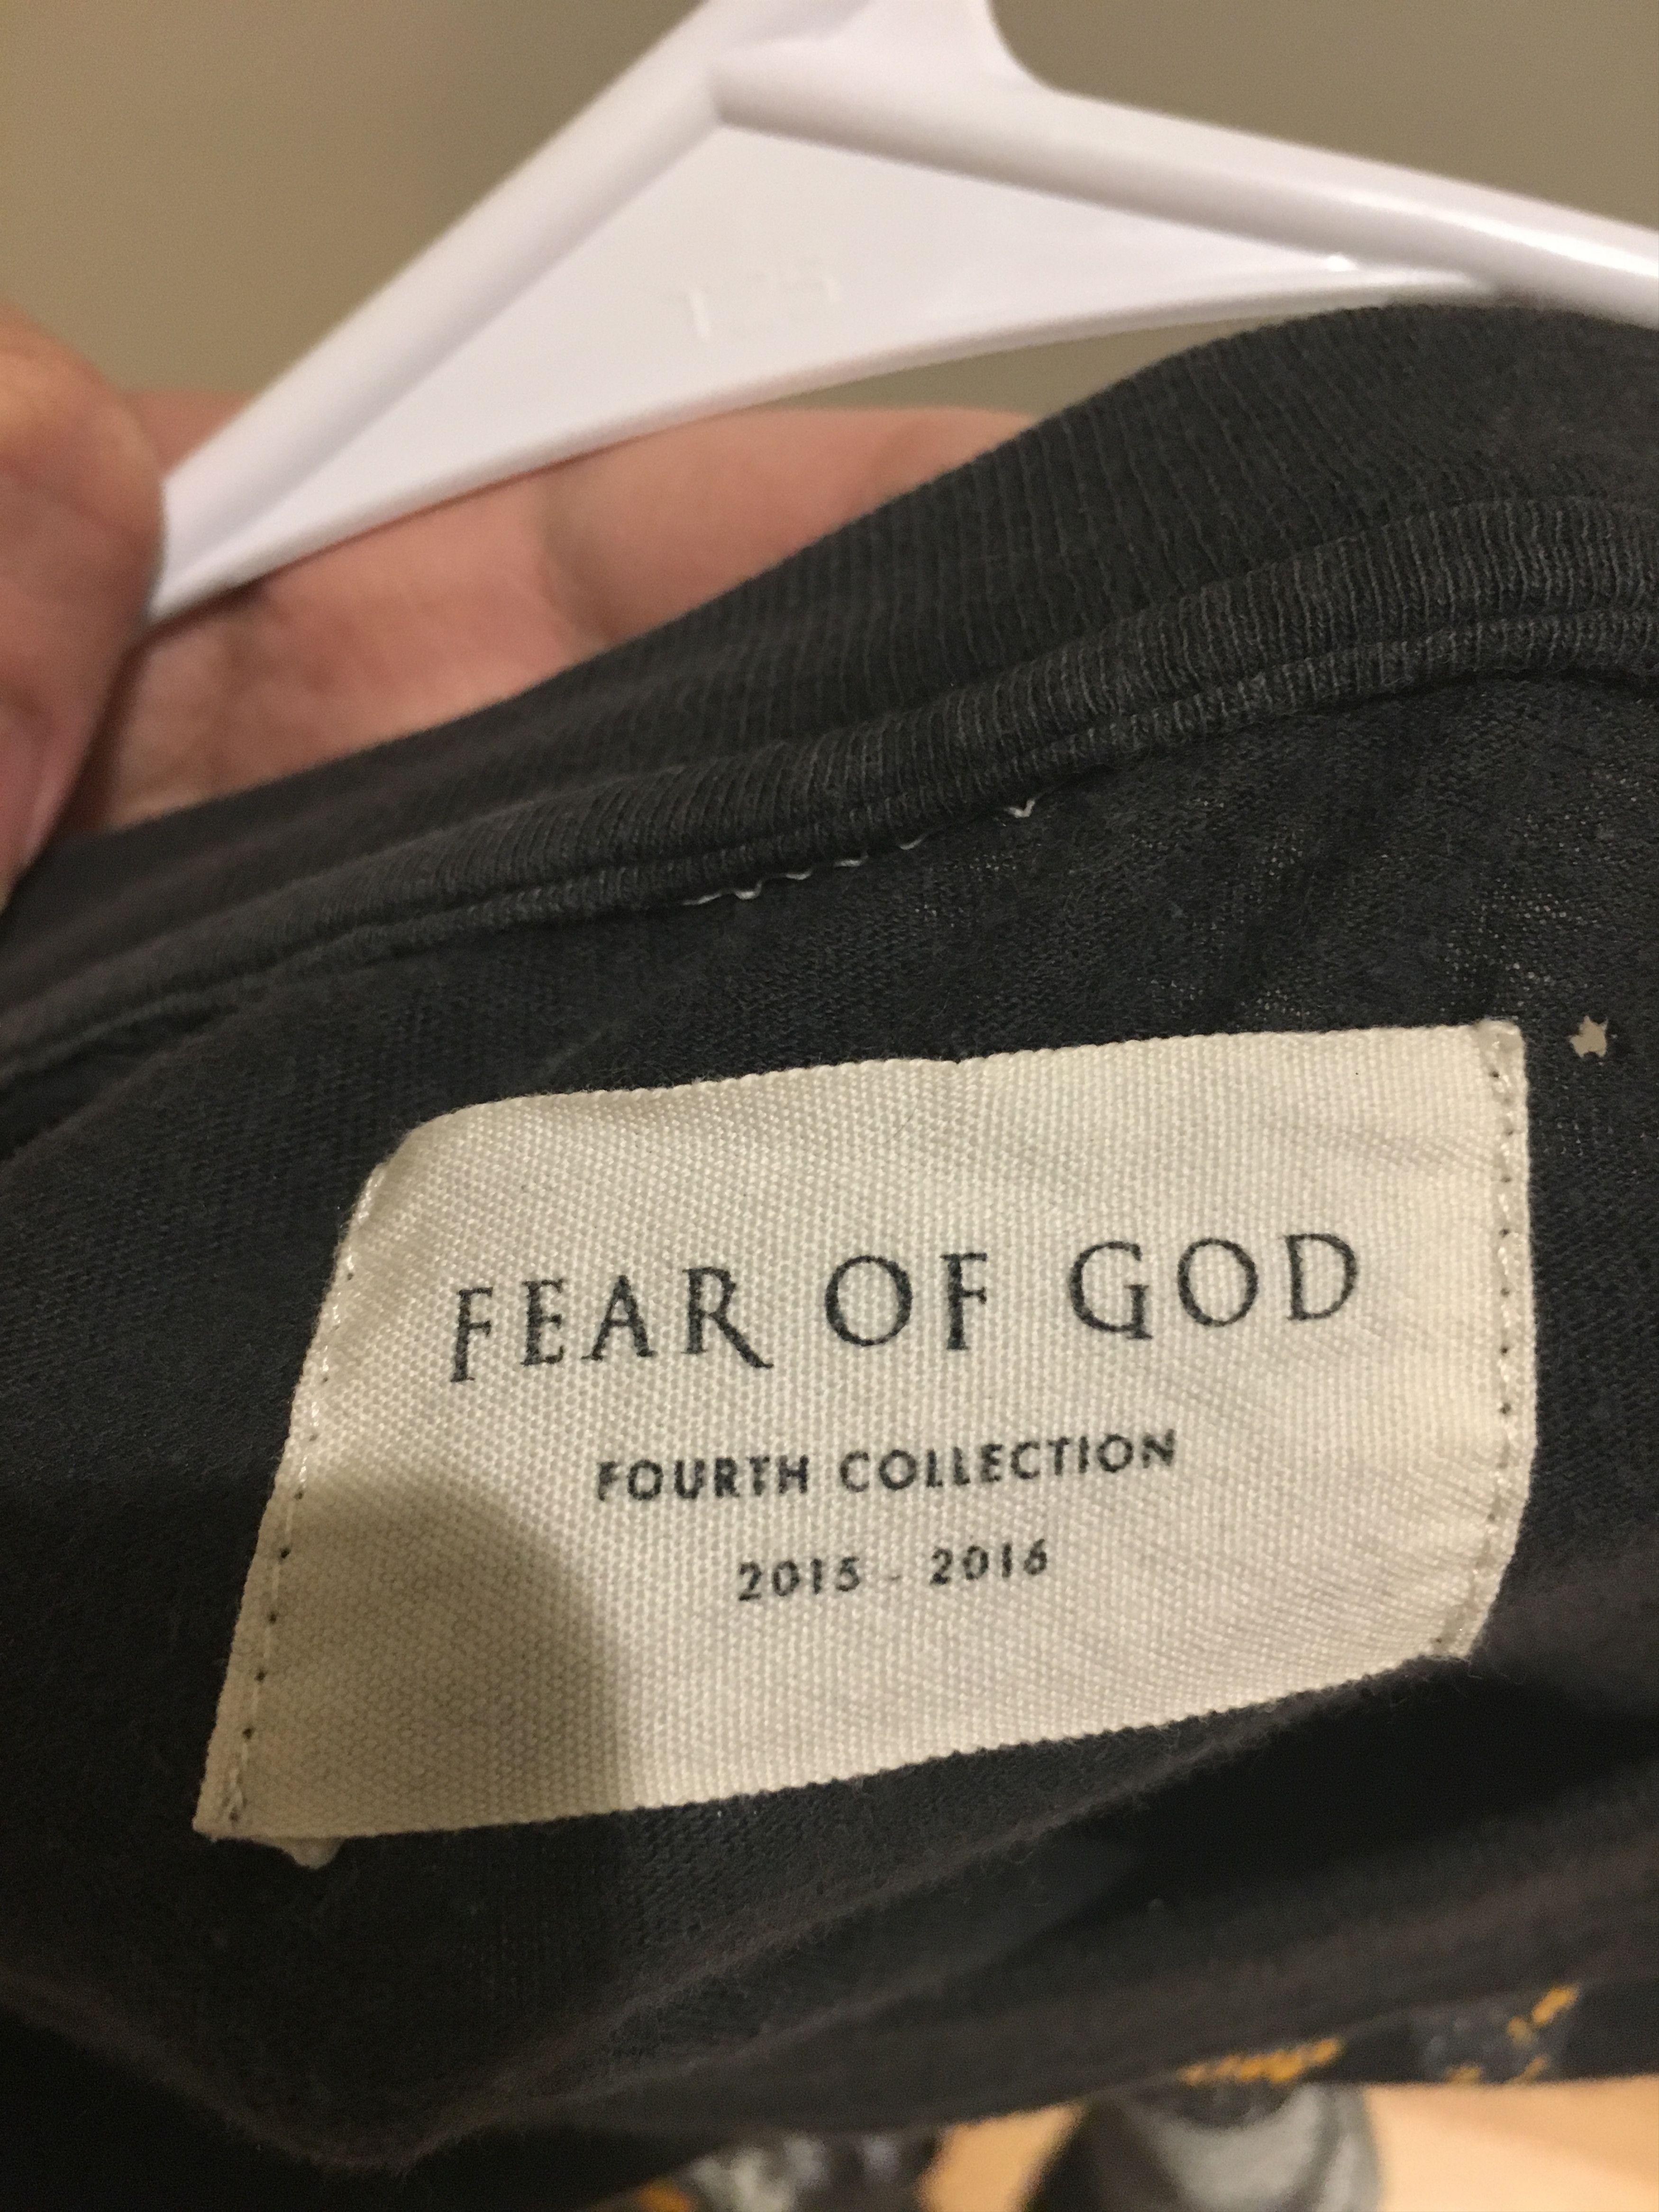 FEAR OF GOD
FOURTH COLLECTION
2015 - 2016